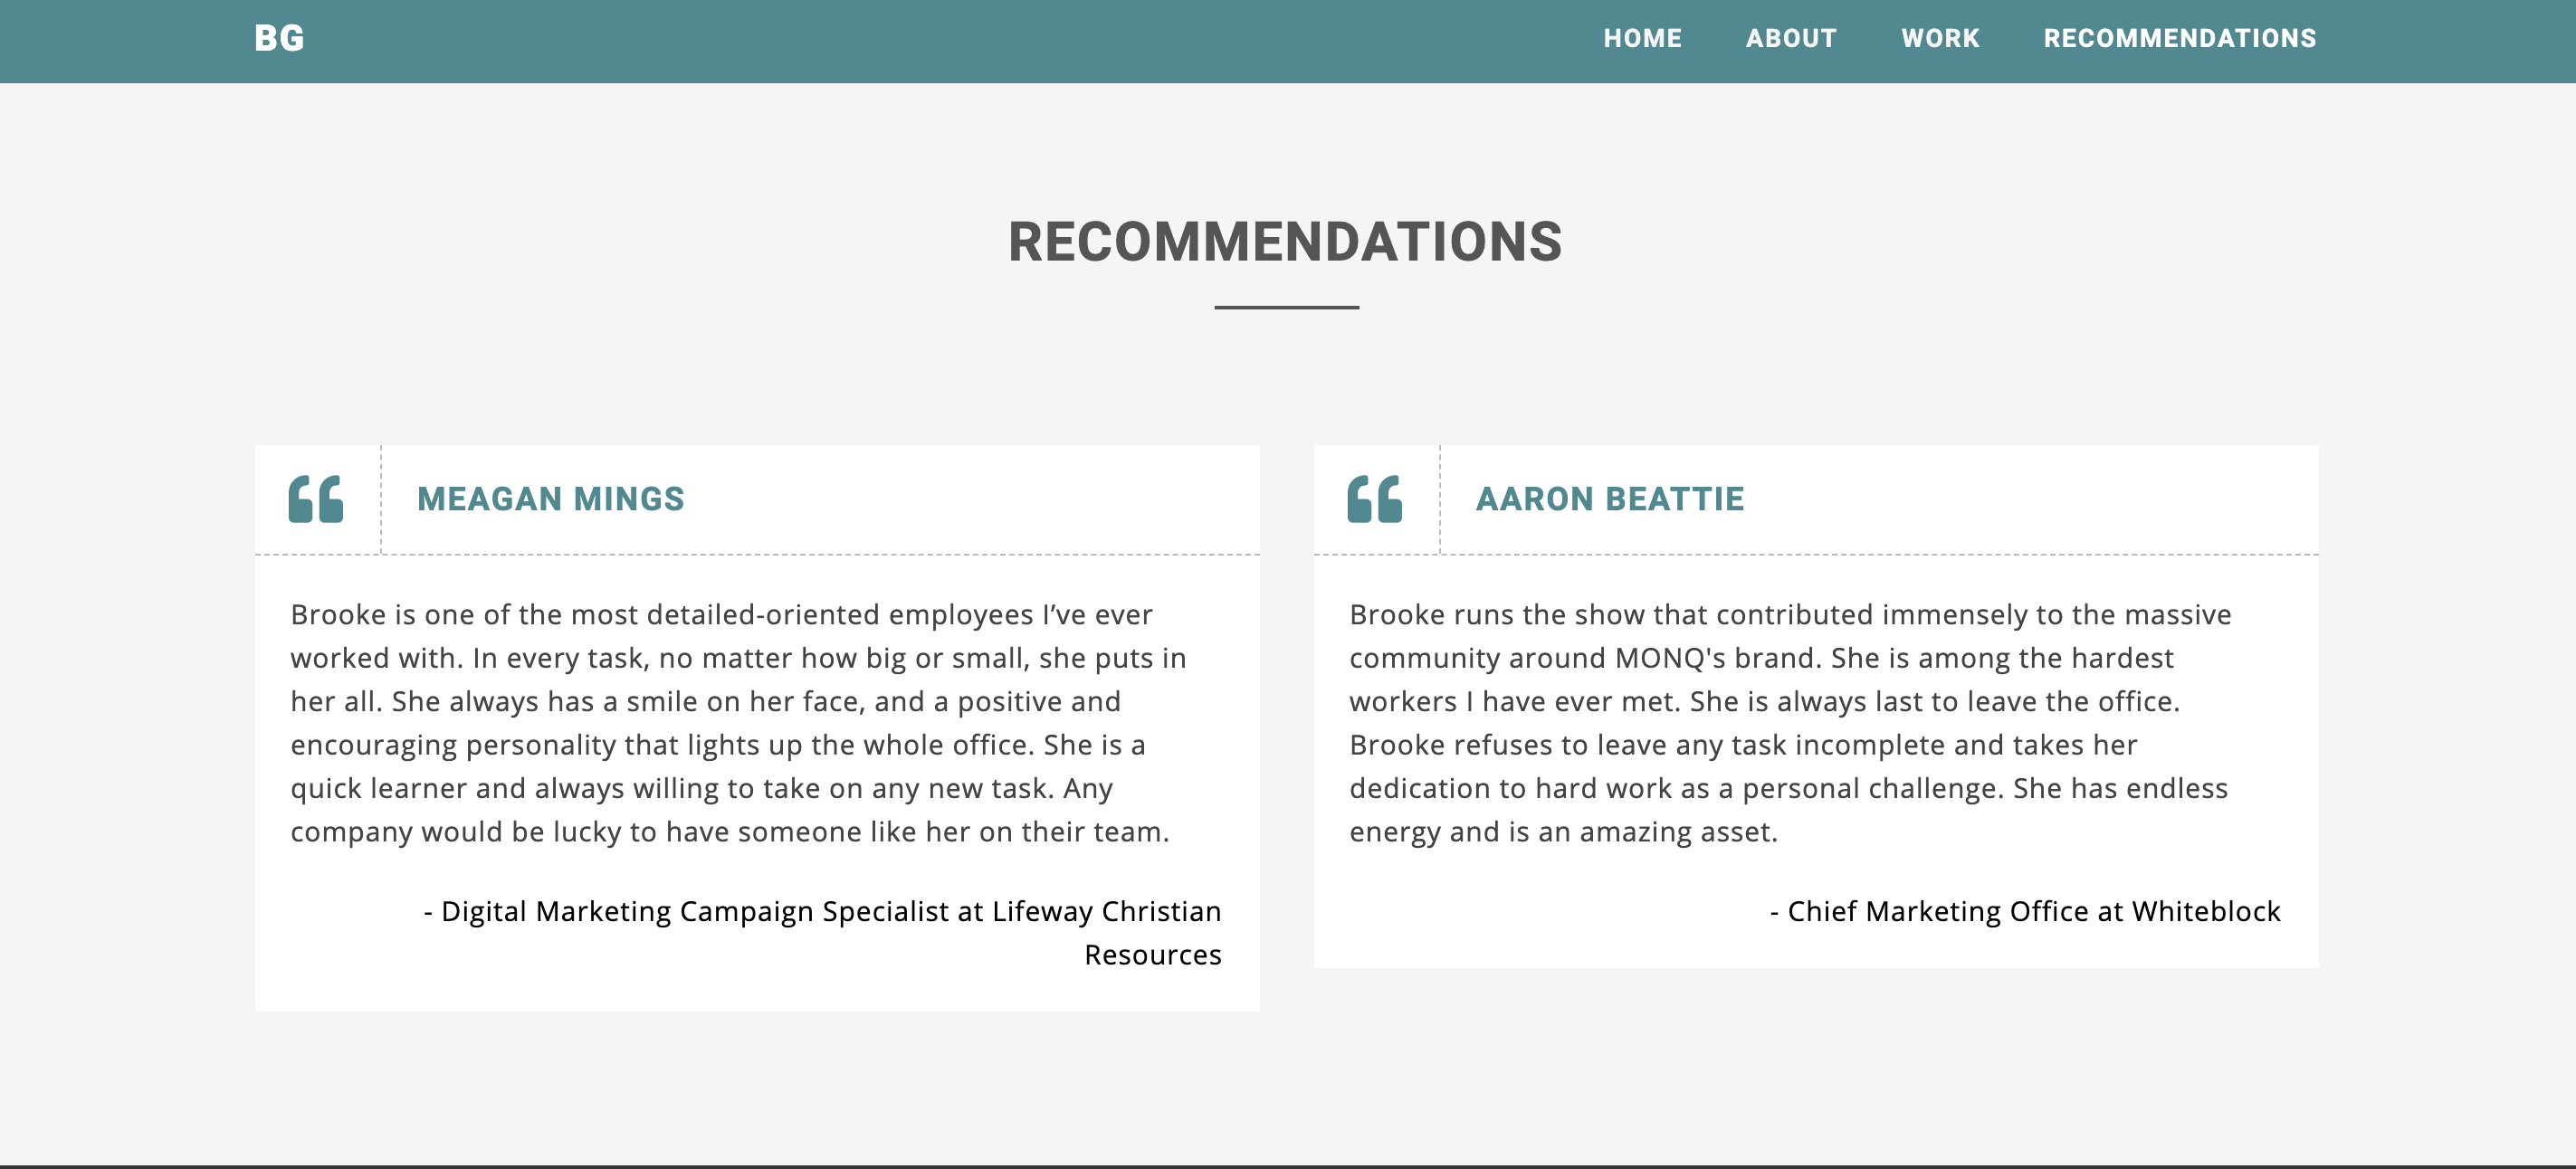 BG
HOME ABOUT WORK RECOMMENDATIONS
RECOMMENDATIONS
MEAGAN MINGS
Brooke is one of the most detailed-oriented employees I’ve ever
worked with. In every task, no matter how big or small, she puts in
her all. She always has a smile on her face, and a positive and
encouraging personality that lights up the whole office. She is a
quick learner and always willing to take on any new task. Any
company would be lucky to have someone like her on their team.
- Digital Marketing Campaign Specialist at Lifeway Christian
Resources
AARON BEATTIE
Brooke runs the show that contributed immensely to the massive
community around MONQ's brand. She is among the hardest
workers I have ever met. She is always last to leave the office.
Brooke refuses to leave any task incomplete and takes her
dedication to hard work as a personal challenge. She has endless
energy and is an amazing asset.
- Chief Marketing Office at Whiteblock